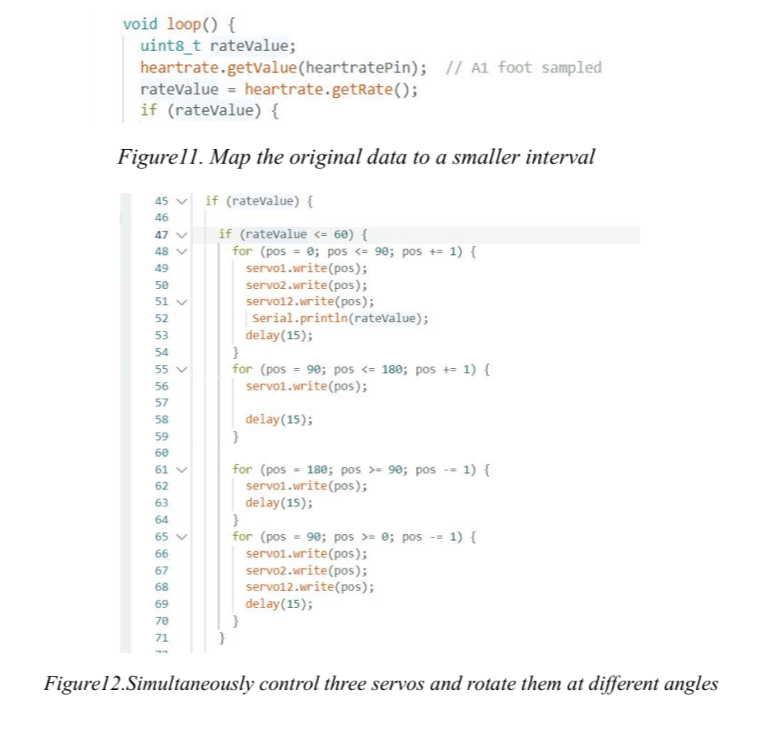 void loop() {
uint8_t rateValue;
heartrate.getValue(heartratePin);  // A1 foot sampled
rateValue = heartrate.getRate();
if (rateValue) {
Figure11. Map the original data to a smaller interval
45 if (rateValue) {
46
47 if (rateValue <= 60) {
48 for (pos = 0; pos <= 90; pos += 1) {
49 servo1.write(pos);
50 servo2.write(pos);
51 servo12.write(pos);
52 Serial.println(rateValue);
53 delay(15);
54 }
55 for (pos = 90; pos <= 180; pos += 1) {
56 servo1.write(pos);
57
58 delay(15);
59 }
60
61 for (pos = 180; pos >= 90; pos -= 1) {
62 servo1.write(pos);
63 delay(15);
64 }
65 for (pos = 90; pos >= 0; pos -= 1) {
66 servo1.write(pos);
67 servo2.write(pos);
68 servo12.write(pos);
69 delay(15);
70 }
71 }
Figure12.Simultaneously control three servos and rotate them at different angles